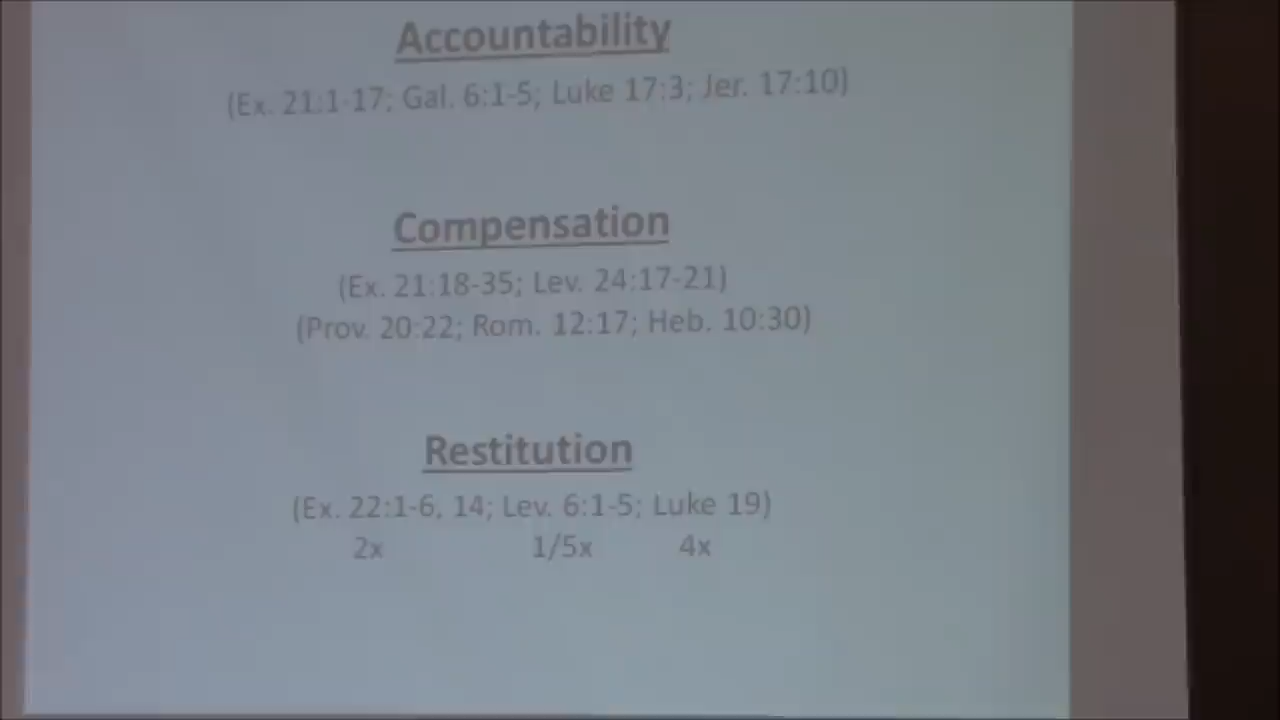 Accountability
(Ex. 21:1-17; Gal. 6:1-5; Luke 17:3; Jer. 17:10)
Compensation
(Ex. 21:18-35; Lev. 24:17-21)
(Prov. 20:22; Rom. 12:17; Heb. 10:30)
Restitution
(Ex. 22:1-6, 14; Lev. 6:1-5; Luke 19)
2x 1/5x 4x